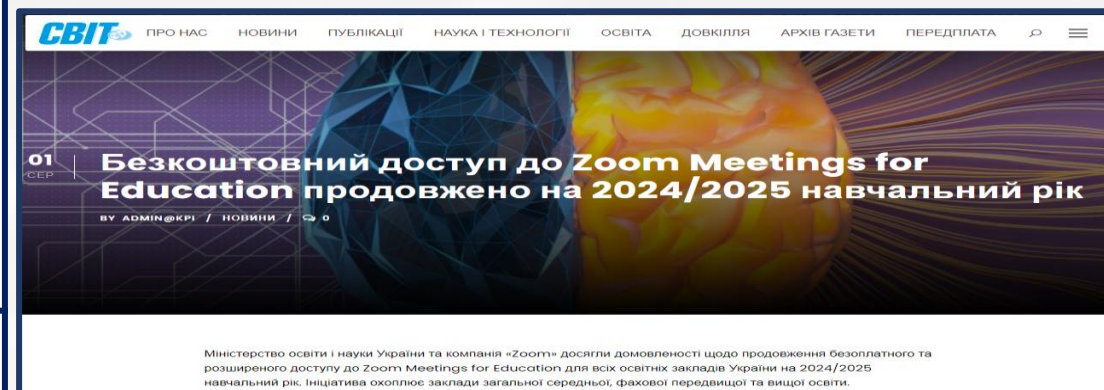 СВІТ ПРО НАС НОВИНИ ПУБЛІКАЦІЇ НАУКА І ТЕХНОЛОГІЇ ОСВІТА ДОВКІЛЛЯ АРХІВ ГАЗЕТИ ПЕРЕДПЛАТА
01
СЕР
Безкоштовний доступ до Zoom Meetings for
Education продовжено на 2024/2025 навчальний рік
BY ADMIN@KPI / НОВИНИ / 0
Міністерство освіти і науки України та компанія «Zoom» досягли домовленості щодо продовження безоплатного та
розширеного доступу до Zoom Meetings for Education для всіх освітніх закладів України на 2024/2025
навчальний рік. Ініціатива охоплює заклади загальної середньої, фахової передвищої та вищої освіти.